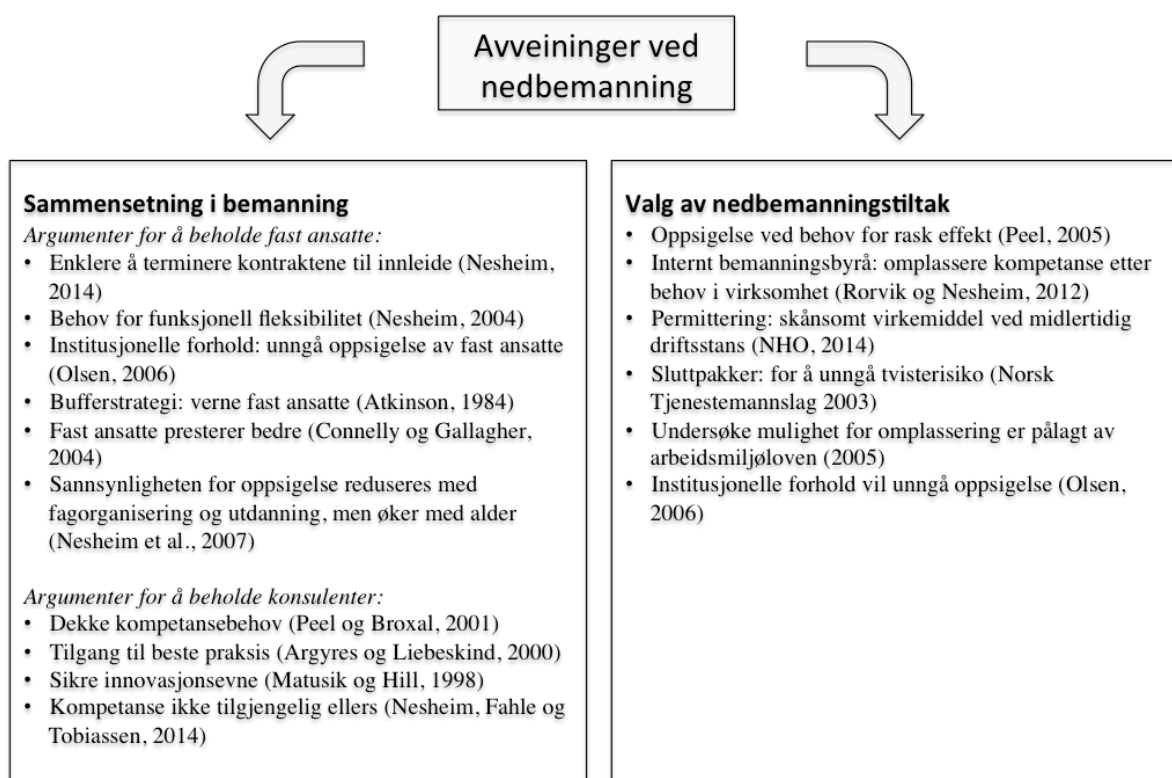 Avveininger ved
nedbemanning
Sammensetning i bemanning
Argumenter for å beholde fast ansatte:
• Enklere å terminere kontraktene til innleide (Nesheim,
2014)
• Behov for funksjonell fleksibilitet (Nesheim, 2004)
• Institusjonelle forhold: unngå oppsigelse av fast ansatte
(Olsen, 2006)
• Bufferstrategi: verne fast ansatte (Atkinson, 1984)
• Fast ansatte presterer bedre (Connelly og Gallagher,
2004)
• Sannsynligheten for oppsigelse reduseres med
fagorganisering og utdanning, men øker med alder
(Nesheim et al., 2007)
Argumenter for å beholde konsulenter:
• Dekke kompetansebehov (Peel og Broxal, 2001)
• Tilgang til beste praksis (Argyres og Liebeskind, 2000)
• Sikre innovasjonsevne (Matusik og Hill, 1998)
• Kompetanse ikke tilgjengelig ellers (Nesheim, Fahle og
Tobiassen, 2014)
Valg av nedbemanningstiltak
• Oppsigelse ved behov for rask effekt (Peel, 2005)
• Internt bemanningsbyrå: omplassere kompetanse etter
behov i virksomhet (Rorvik og Nesheim, 2012)
• Permittering: skånsomt virkemiddel ved midlertidig
driftsstans (NHO, 2014)
• Sluttpakker: for å unngå tvisterisiko (Norsk
Tjenestemannslag 2003)
• Undersøke mulighet for omplassering er pålagt av
arbeidsmiljøloven (2005)
• Institusjonelle forhold vil unngå oppsigelse (Olsen,
2006)